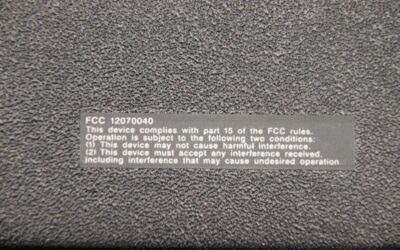 FCC 12070040
This device complies with part 15 of the FCC rules.
Operation is subject to the following two conditions:
(1) This device may not cause harmful interference.
(2) This device must accept any interference received,
including interference that may cause undesired operation.